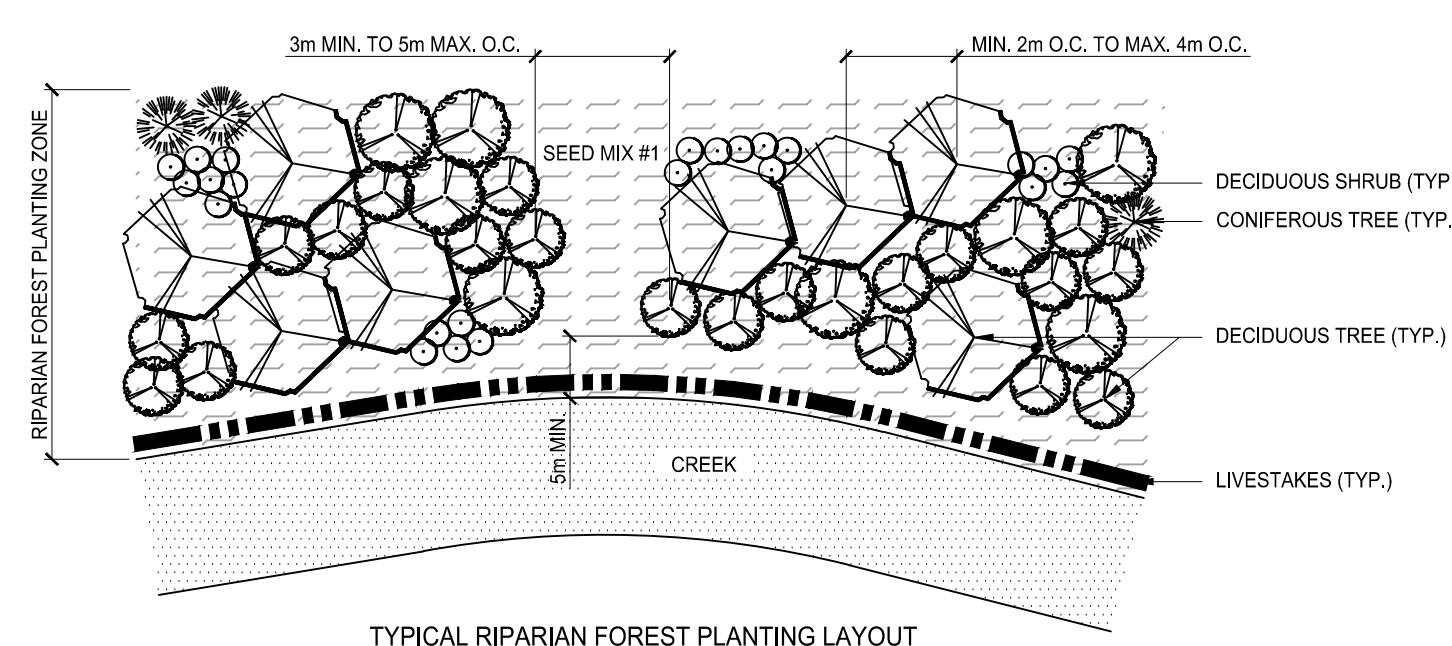 3m MIN. TO 5m MAX. O.C.
MIN. 2m O.C. TO MAX. 4m O.C.
RIPARIAN FOREST PLANTING ZONE
SEED MIX #1
DECIDUOUS SHRUB (TYP
CONIFEROUS TREE (TYP.
DECIDUOUS TREE (TYP.)
5m MIN.
CREEK
LIVESTAKES (TYP.)
TYPICAL RIPARIAN FOREST PLANTING LAYOUT